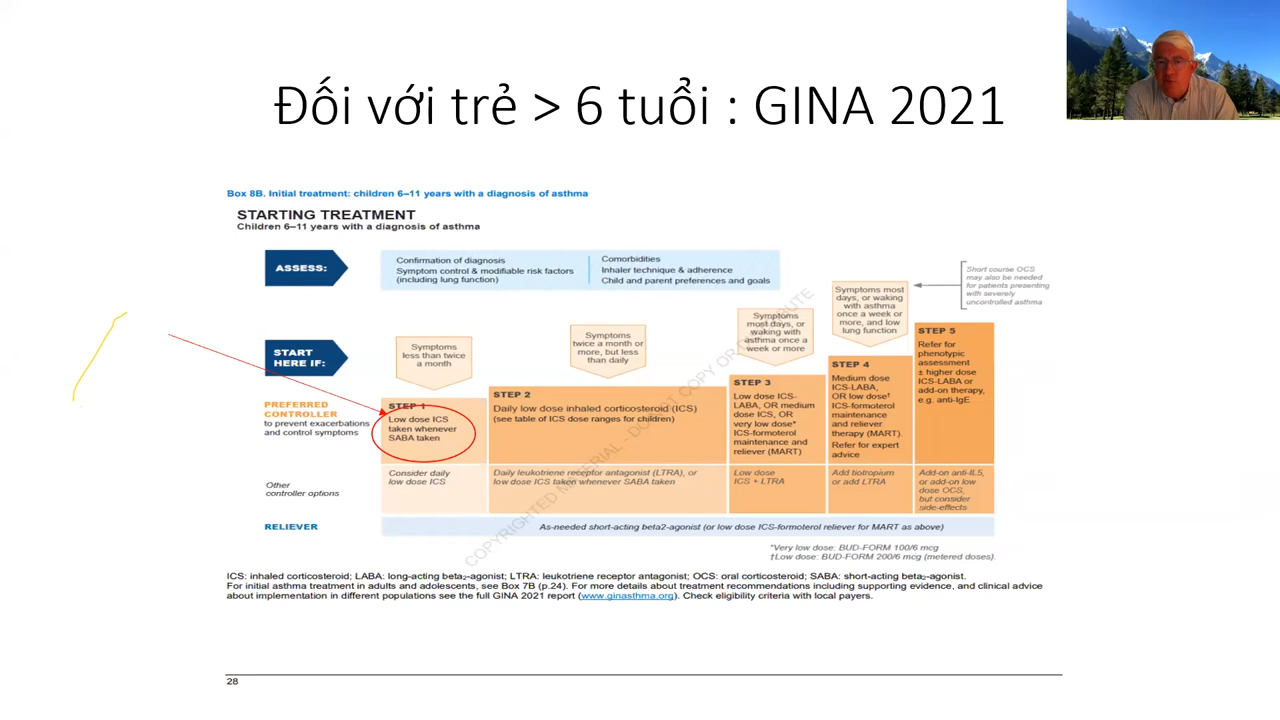 Đối với trẻ > 6 tuổi : GINA 2021
Box 8B. Initial treatment: children 6–11 years with a diagnosis of asthma
STARTING TREATMENT
Children 6–11 years with a diagnosis of asthma
ASSESS:
Confirmation of diagnosis
Symptom control & modifiable risk factors
(including lung function)
Comorbidities
Inhaler technique & adherence
Child and parent preferences and goals
Short course OCS
may also be needed
for patients presenting
with severely
uncontrolled asthma
START
HERE IF:
Symptoms
less than twice
a month
Symptoms
twice a month or
more, but less
than daily
Symptoms
most days, or
waking with
asthma once a
week or more
Symptoms most
days, or waking
with asthma
once a week or
more, and low
lung function
PREFERRED
CONTROLLER
to prevent exacerbations
and control symptoms
STEP 1
Low dose ICS
taken whenever
SABA taken
STEP 2
Daily low dose inhaled corticosteroid (ICS)
(see table of ICS dose ranges for children)
STEP 3
Low dose ICS-
LABA, OR medium
dose ICS, OR
very low dose*
ICS-formoterol
maintenance and
reliever (MART)
STEP 4
Medium dose
ICS-LABA,
OR low dose†
ICS-formoterol
maintenance
and reliever
therapy (MART).
Refer for expert
advice
STEP 5
Refer for
phenotypic
assessment
± higher dose
ICS-LABA or
add-on therapy,
e.g. anti-IgE
Other
controller options
Consider daily
low dose ICS
Daily leukotriene receptor antagonist (LTRA), or
low dose ICS taken whenever SABA taken
Low dose
ICS + LTRA
Add tiotropium
or add LTRA
Add-on anti-IL5,
or add-on low
dose OCS,
but consider
side-effects
RELIEVER
As-needed short-acting beta2-agonist (or low dose ICS-formoterol reliever for MART as above)
COPYRIGHTED MATERIAL - DO NOT COPY OR DISTRIBUTE
*Very low dose: BUD-FORM 100/6 mcg
†Low dose: BUD-FORM 200/6 mcg (metered doses).
ICS: inhaled corticosteroid; LABA: long-acting beta₂-agonist; LTRA: leukotriene receptor antagonist; OCS: oral corticosteroid; SABA: short-acting beta₂-agonist.
For initial asthma treatment in adults and adolescents, see Box 7B (p.24). For more details about treatment recommendations including supporting evidence, and clinical advice
about implementation in different populations see the full GINA 2021 report (www.ginasthma.org). Check eligibility criteria with local payers.
28